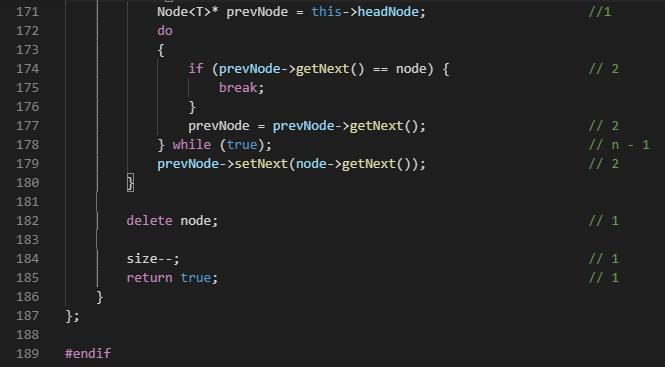 171 Node<T>* prevNode = this->headNode; //1
172 do
173 {
174 if (prevNode->getNext() == node) { // 2
175 break;
176 }
177 prevNode = prevNode->getNext(); // 2
178 } while (true); // n - 1
179 prevNode->setNext(node->getNext()); // 2
180 }
181
182 delete node; // 1
183
184 size--; // 1
185 return true; // 1
186 }
187 };
188
189 #endif